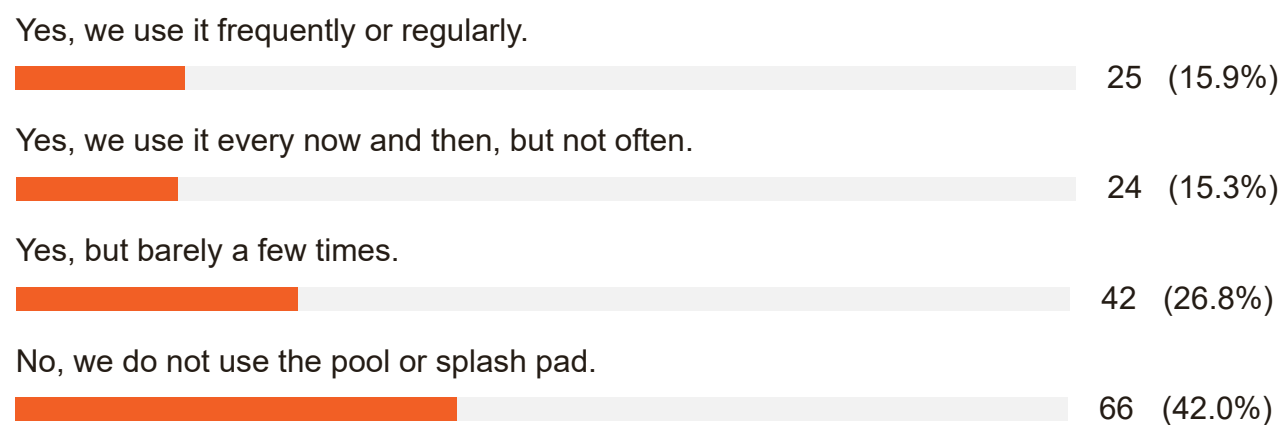 Yes, we use it frequently or regularly.
25 (15.9%)
Yes, we use it every now and then, but not often.
24 (15.3%)
Yes, but barely a few times.
42 (26.8%)
No, we do not use the pool or splash pad.
66 (42.0%)